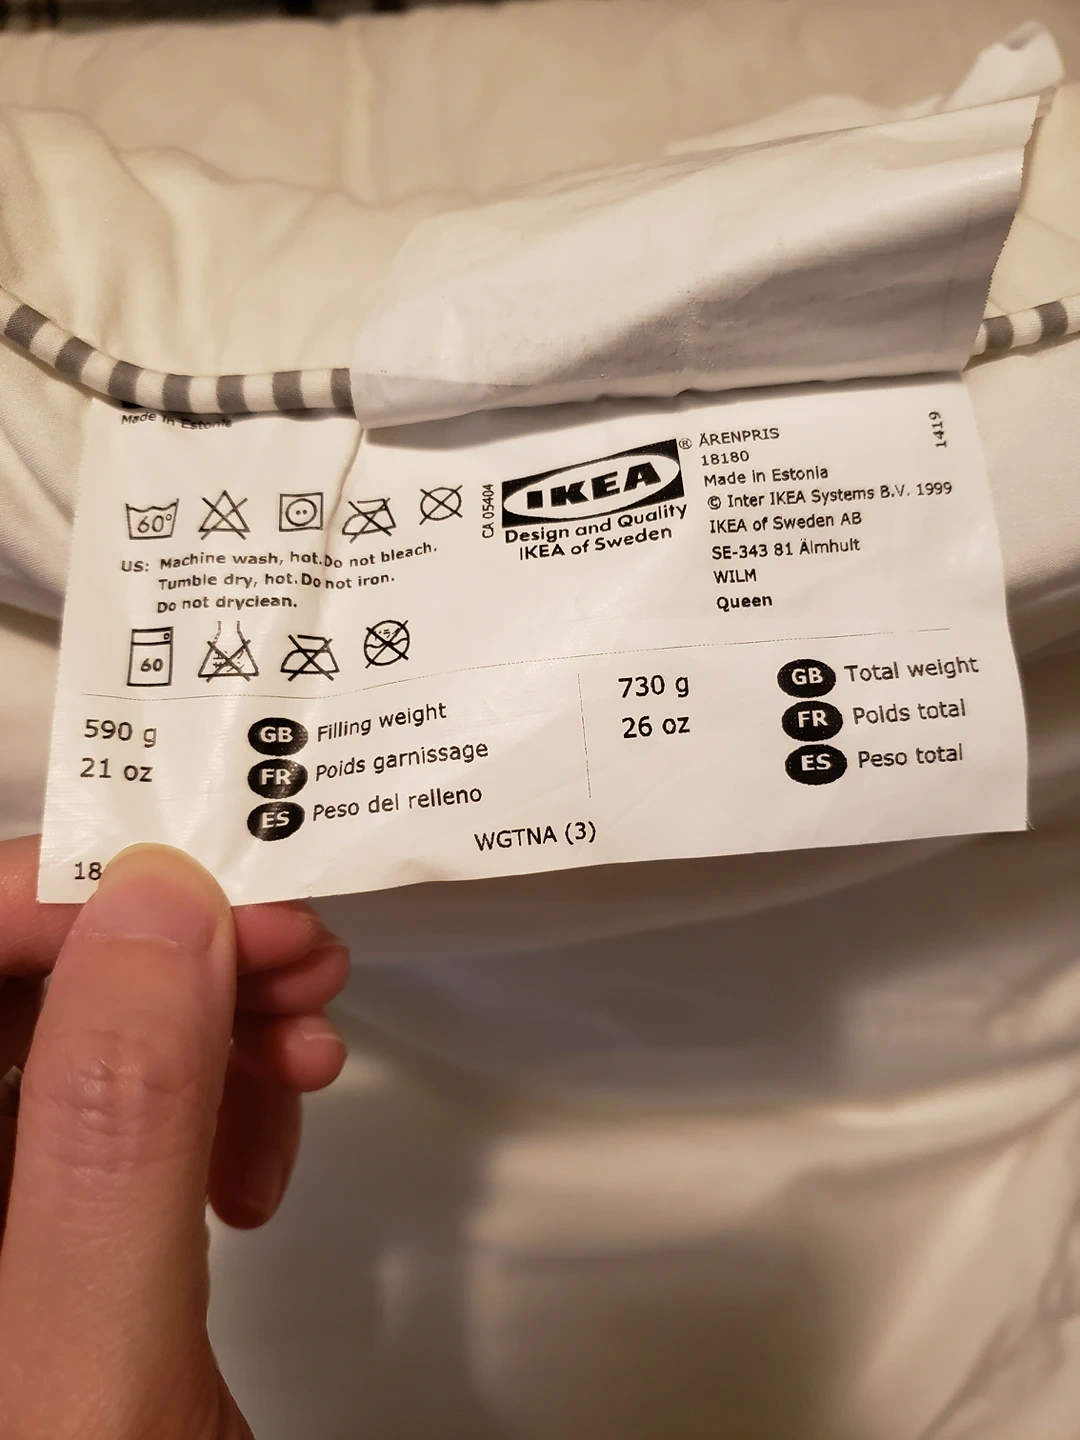 Made in Estonia
60°
US: Machine wash, hot. Do not bleach.
Tumble dry, hot. Do not iron.
Do not dryclean.
60
CA 05404
IKEA
®
Design and Quality
IKEA of Sweden
ÄRENPRIS
18180
Made in Estonia
© Inter IKEA Systems B.V. 1999
IKEA of Sweden AB
SE-343 81 Älmhult
WILM
Queen
1419
590 g
21 oz
GB Filling weight
FR Poids garnissage
ES Peso del relleno
730 g
26 oz
GB Total weight
FR Poids total
ES Peso total
WGTNA (3)
18